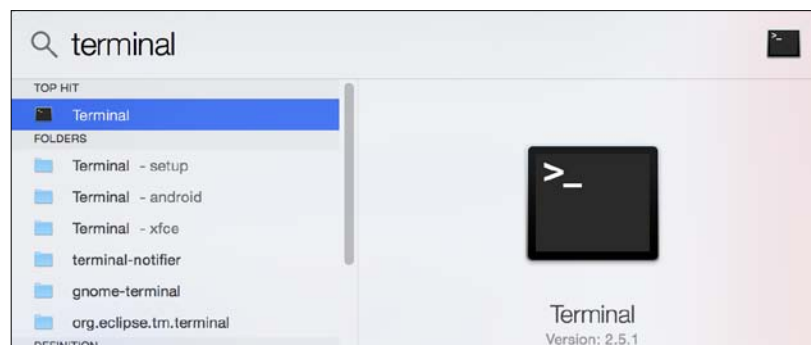 terminal
TOP HIT
Terminal
FOLDERS
Terminal - setup
Terminal - android
Terminal - xfce
terminal-notifier
gnome-terminal
org.eclipse.tm.terminal
DEFINITION
>_
Terminal
Version: 2.5.1